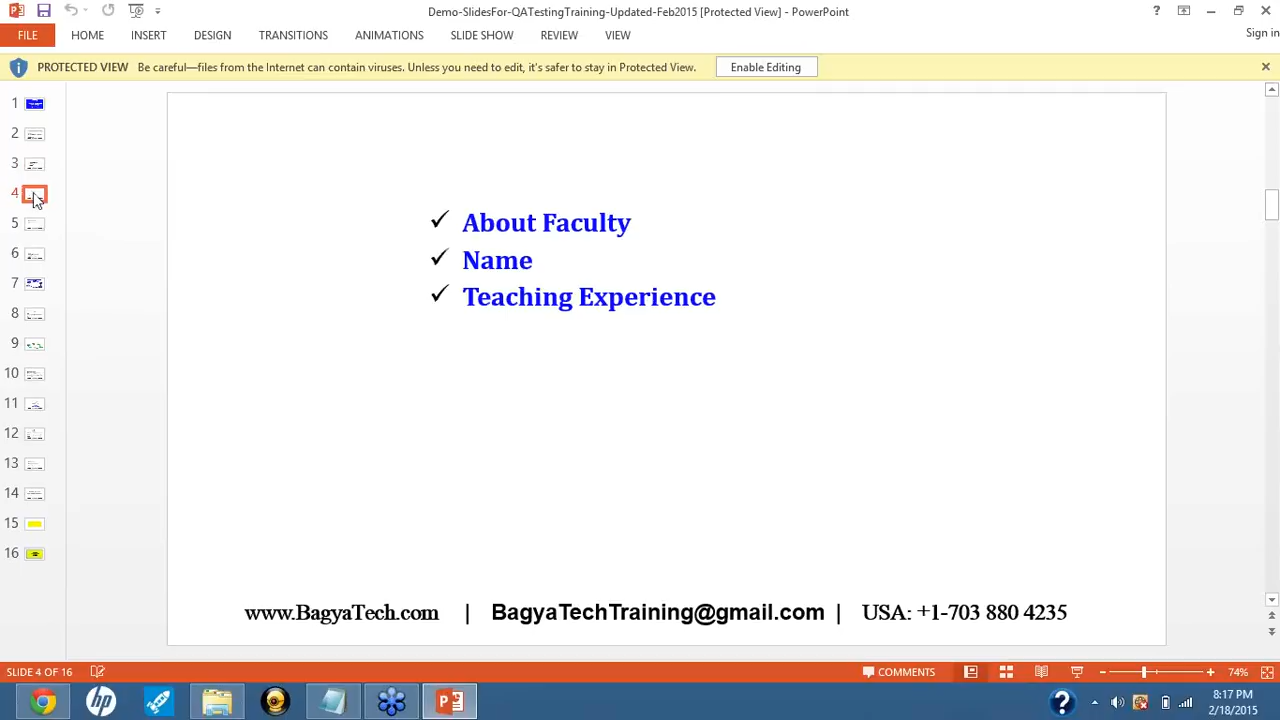 Demo-SlidesFor-QATestingTraining-Updated-Feb2015 [Protected View] - PowerPoint
?
FILE HOME INSERT DESIGN TRANSITIONS ANIMATIONS SLIDE SHOW REVIEW VIEW Sign in
PROTECTED VIEW Be careful—files from the Internet can contain viruses. Unless you need to edit, it's safer to stay in Protected View. Enable Editing
1
2
3
4
5
6
7
8
9
10
11
12
13
14
15
16
✓ About Faculty
✓ Name
✓ Teaching Experience
www.BagyaTech.com | BagyaTechTraining@gmail.com | USA: +1-703 880 4235
SLIDE 4 OF 16 COMMENTS 74%
hp ? 8:17 PM
2/18/2015